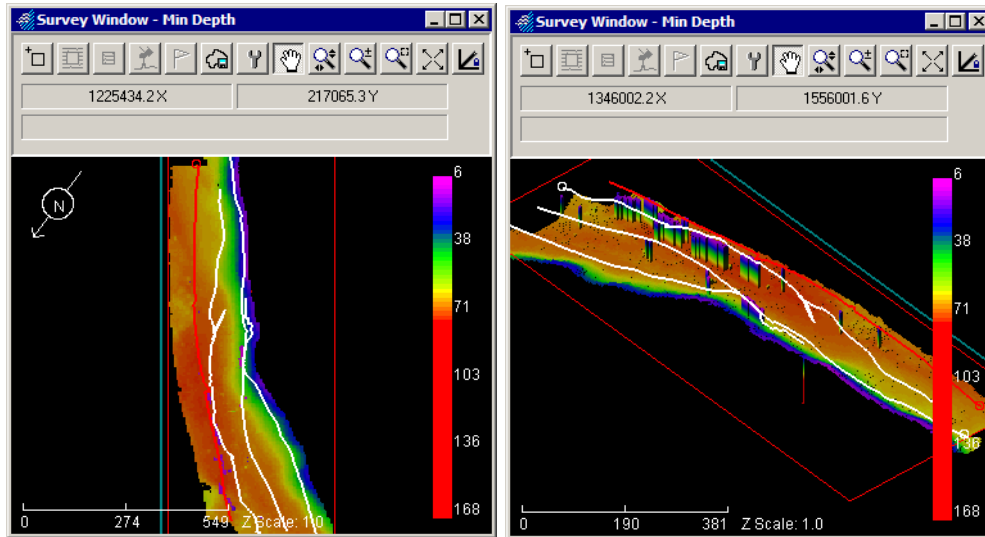 Survey Window - Min Depth
1225434.2 X
217065.3 Y
N
6
38
71
103
136
168
0
274
549
Z Scale: 1.0
Survey Window - Min Depth
1346002.2 X
1556001.6 Y
6
38
71
103
136
168
0
190
381
Z Scale: 1.0